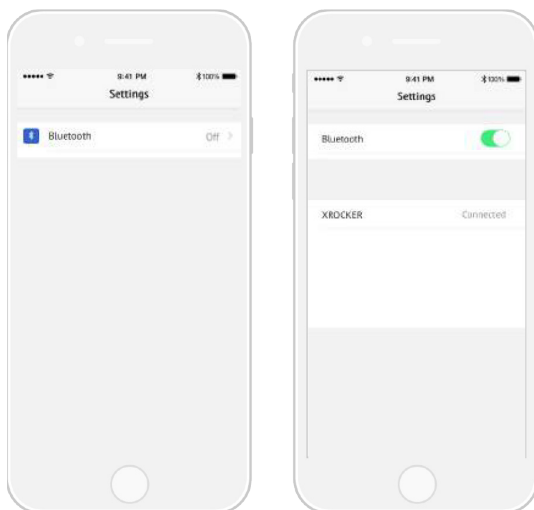 9:41 PM
100%
Settings
Bluetooth
Off
9:41 PM
100%
Settings
Bluetooth
XROCKER
Connected